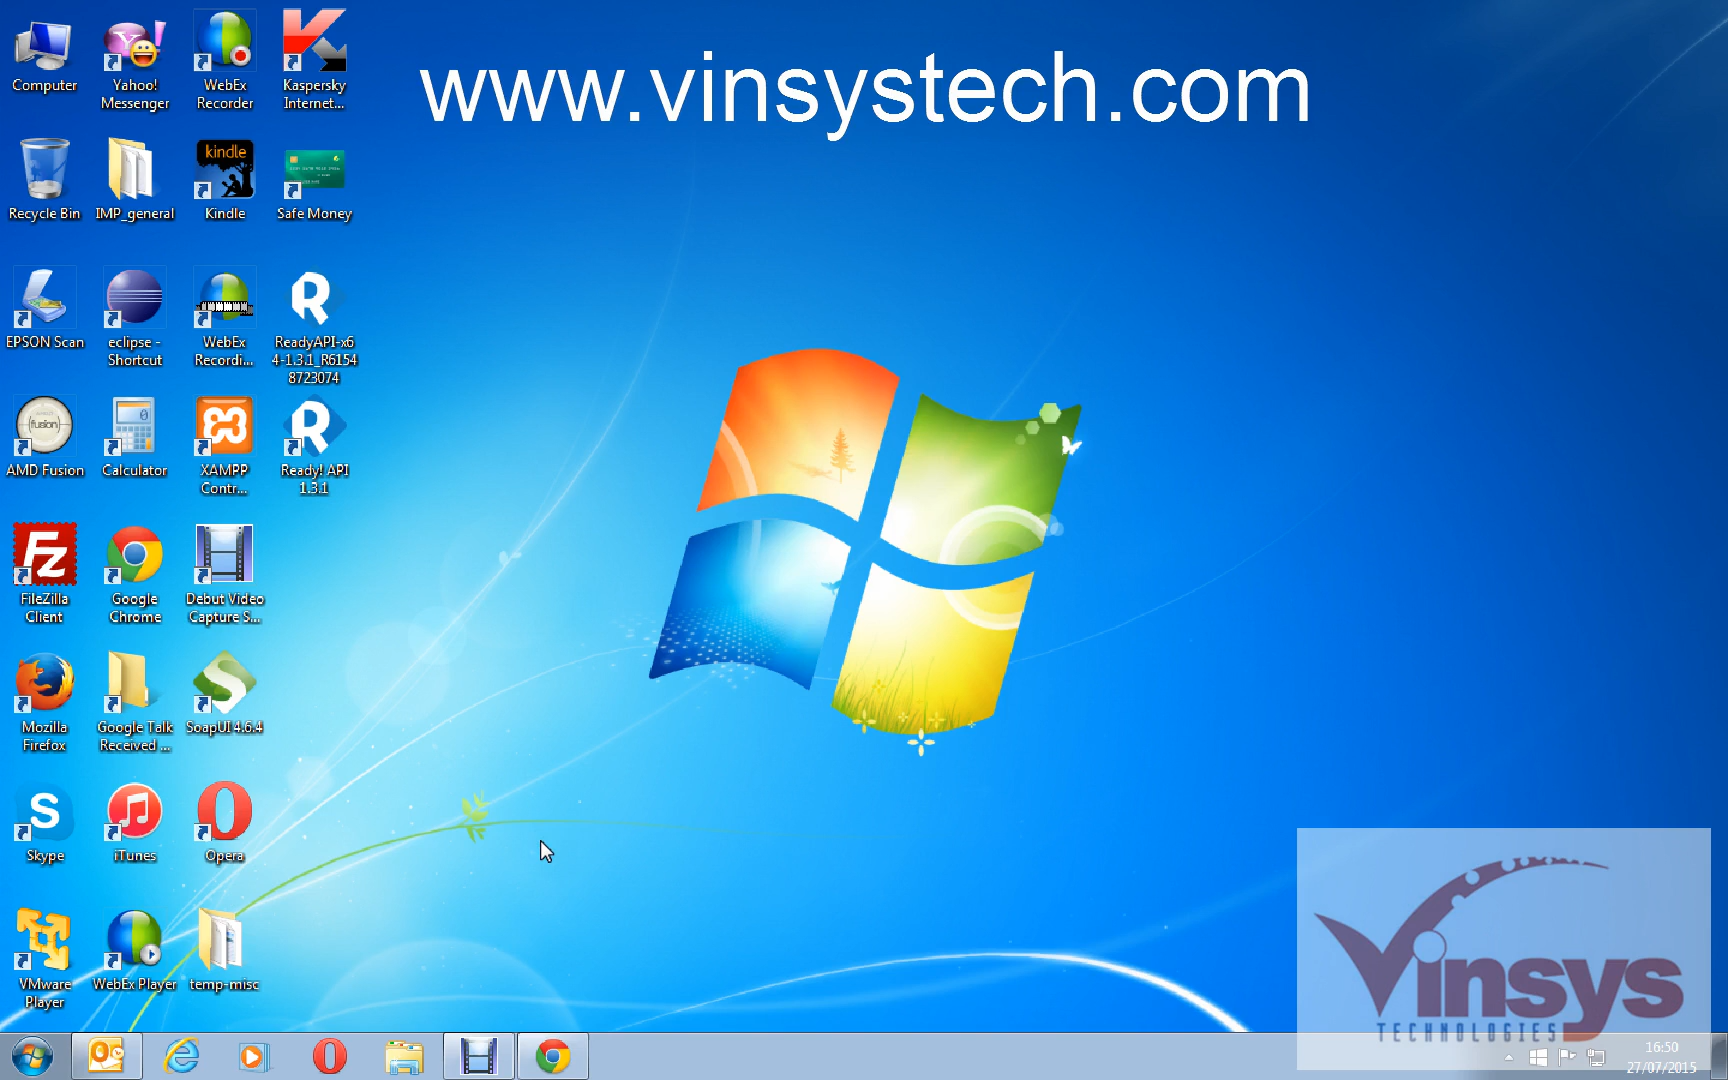 www.vinsystech.com
Computer
Yahoo!
Messenger
WebEx
Recorder
Kaspersky
Internet...
Recycle Bin
IMP_general
kindle
Kindle
Safe Money
EPSON Scan
eclipse -
Shortcut
WebEx
Recordi...
ReadyAPI-x6
4-1.3.1_R6154
8723074
fusion
AMD Fusion
Calculator
XAMPP
Contr...
Ready! API
1.3.1
FileZilla
Client
Google
Chrome
Debut Video
Capture S...
Mozilla
Firefox
Google Talk
Received ...
SoapUI 4.6.4
Skype
iTunes
Opera
VMware
Player
WebEx Player
temp-misc
Vinsys
TECHNOLOGIES
16:50
27/07/2015